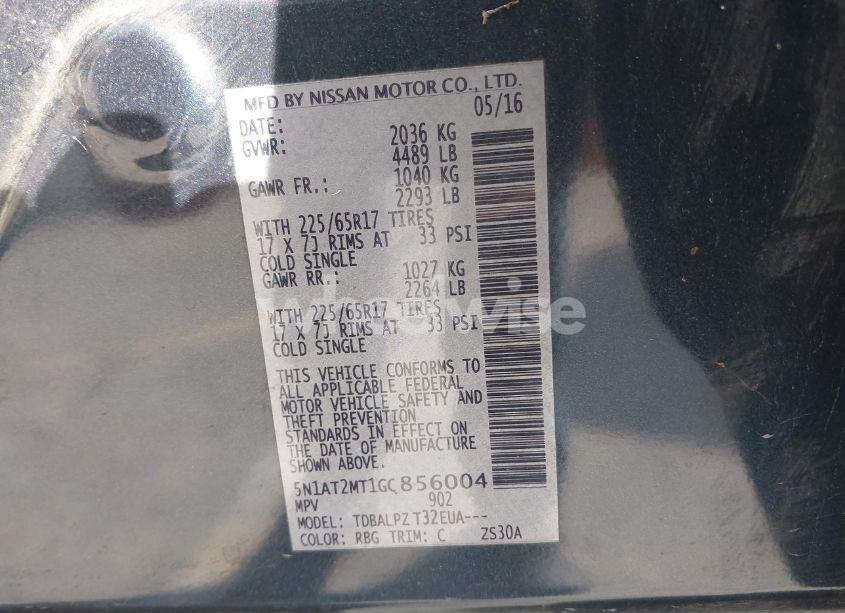 MFD BY NISSAN MOTOR CO., LTD.
DATE: 05/16
GVWR: 2036 KG
4489 LB
GAWR FR.: 1040 KG
2293 LB
WITH 225/65R17 TIRES
17 X 7J RIMS AT 33 PSI
COLD SINGLE
GAWR RR.: 1027 KG
2264 LB
WITH 225/65R17 TIRES
17 X 7J RIMS AT 33 PSI
COLD SINGLE
THIS VEHICLE CONFORMS TO
ALL APPLICABLE FEDERAL
MOTOR VEHICLE SAFETY AND
THEFT PREVENTION
STANDARDS IN EFFECT ON
THE DATE OF MANUFACTURE
SHOWN ABOVE.
5N1AT2MT1GC856004
MPV 902
MODEL: TDBALPZ T32EUA---
COLOR: RBG TRIM: C ZS30A